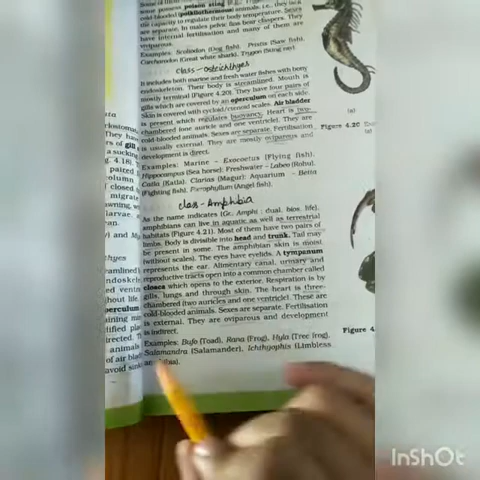 some possess poison sting
cold-blooded (poikilothermous) animals, i.e., they lack
the capacity to regulate their body temperature. Sexes
are separate. In males pelvic fins bear claspers. They
have internal fertilisation and many of them are
viviparous.
Examples: Scoliodon (Dog fish), Pristis (Saw fish),
Carcharodon (Great white shark), Trygon (Sting ray).
class-Osteichthyes
It includes both marine and fresh water fishes with bony
endoskeleton. Their body is streamlined. Mouth is
mostly terminal (Figure 4.20). They have four pairs of
gills which are covered by an operculum on each side.
Skin is covered with cycloid/ctenoid scales. Air bladder
is present which regulates buoyancy. Heart is two-
chambered (one auricle and one ventricle). They are
cold-blooded animals. Sexes are separate. Fertilisation
is usually external. They are mostly oviparous and
development is direct.
Examples: Marine – Exocoetus (Flying fish),
Hippocampus (Sea horse); Freshwater – Labeo (Rohu),
Catla (Katla), Clarias (Magur); Aquarium – Betta
(Fighting fish), Pterophyllum (Angel fish).
class-Amphibia
As the name indicates (Gr., Amphi : dual, bios, life),
amphibians can live in aquatic as well as terrestrial
habitats (Figure 4.21). Most of them have two pairs of
limbs. Body is divisible into head and trunk. Tail may
be present in some. The amphibian skin is moist
(without scales). The eyes have eyelids. A tympanum
represents the ear. Alimentary canal, urinary and
reproductive tracts open into a common chamber called
cloaca which opens to the exterior. Respiration is by
gills, lungs and through skin. The heart is three-
chambered (two auricles and one ventricle). These are
cold-blooded animals. Sexes are separate. Fertilisation
is external. They are oviparous and development
is indirect.
Examples: Bufo (Toad), Rana (Frog), Hyla (Tree frog),
Salamandra (Salamander), Ichthyophis (Limbless
(a)
Figure 4.20
Figure 4.
InShOt